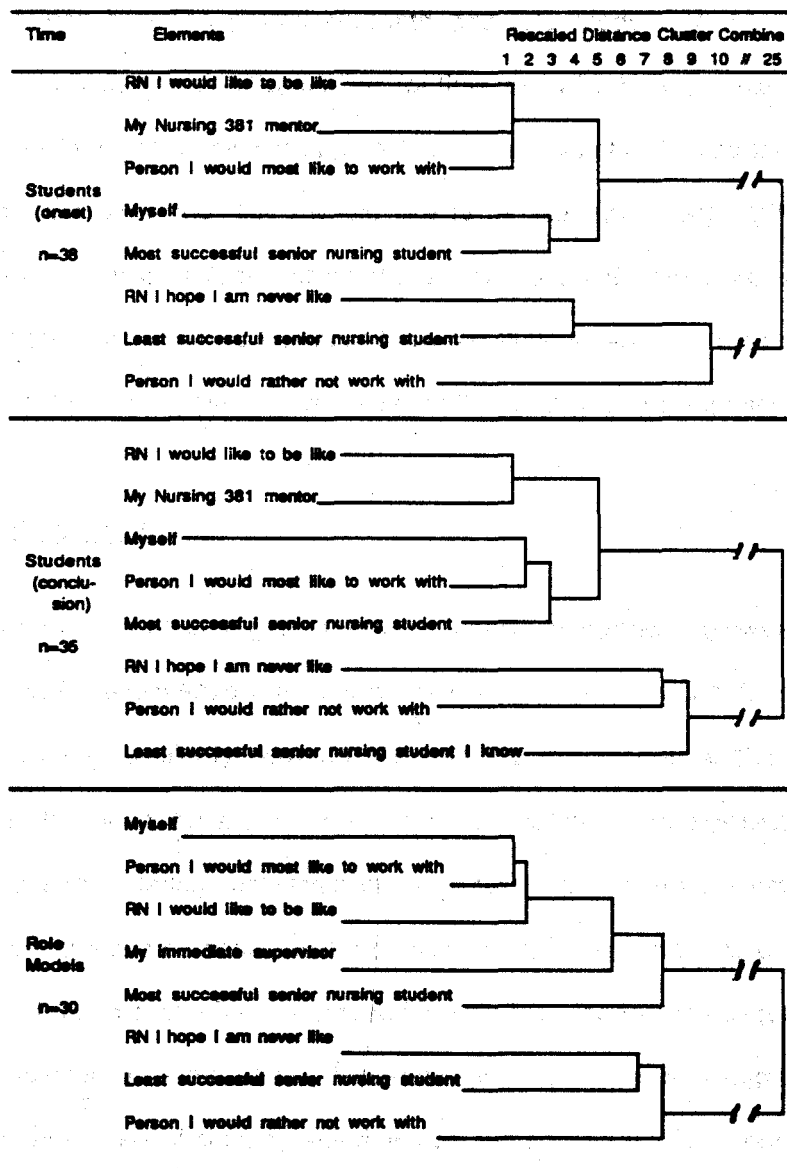 Time Elements Rescaled Distance Cluster Combine
1 2 3 4 5 6 7 8 9 10 // 25
RN I would like to be like
My Nursing 381 mentor
Person I would most like to work with
Students
(onset)
Myself
n=38
Most successful senior nursing student
RN I hope I am never like
Least successful senior nursing student
Person I would rather not work with
RN I would like to be like
My Nursing 381 mentor
Myself
Students
(conclu-
sion)
Person I would most like to work with
Most successful senior nursing student
n=35
RN I hope I am never like
Person I would rather not work with
Least successful senior nursing student I know
Myself
Person I would most like to work with
RN I would like to be like
Role
Models
My immediate supervisor
n=30
Most successful senior nursing student
RN I hope I am never like
Least successful senior nursing student
Person I would rather not work with